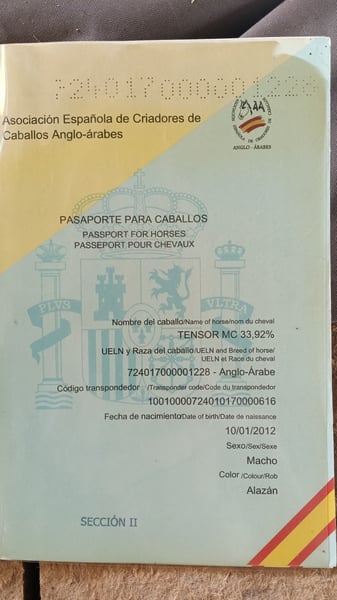 724017000001228
Asociación Española de Criadores de
Caballos Anglo-árabes
ANGLO - ÁRABES
PASAPORTE PARA CABALLOS
PASSPORT FOR HORSES
PASSEPORT POUR CHEVAUX
PLVS VLTRA
Nombre del caballo/Name of horse/nom du cheval
TENSOR MC 33,92%
UELN y Raza del caballo/UELN and Breed of horse/
UELN et Race du cheval
724017000001228 - Anglo-Árabe
Código transpondedor /Transponder code/Code du transpondedor
10010000724010170000616
Fecha de nacimiento/Date of birth/Date de naissance
10/01/2012
Sexo/Sex/Sexe
Macho
Color /Colour/Rob
Alazán
SECCIÓN II